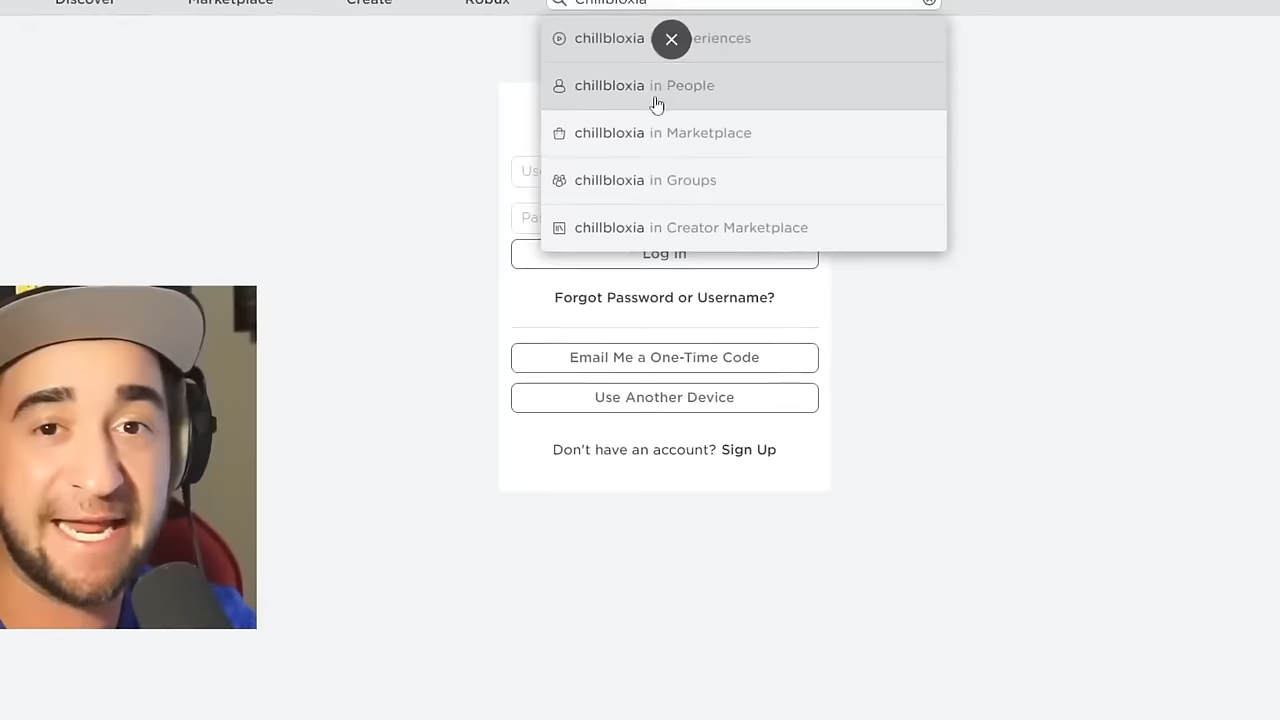 Discover Marketplace Create Robux Chillbloxia
chillbloxia eriences
chillbloxia in People
chillbloxia in Marketplace
chillbloxia in Groups
chillbloxia in Creator Marketplace
Log In
Forgot Password or Username?
Email Me a One-Time Code
Use Another Device
Don't have an account? Sign Up